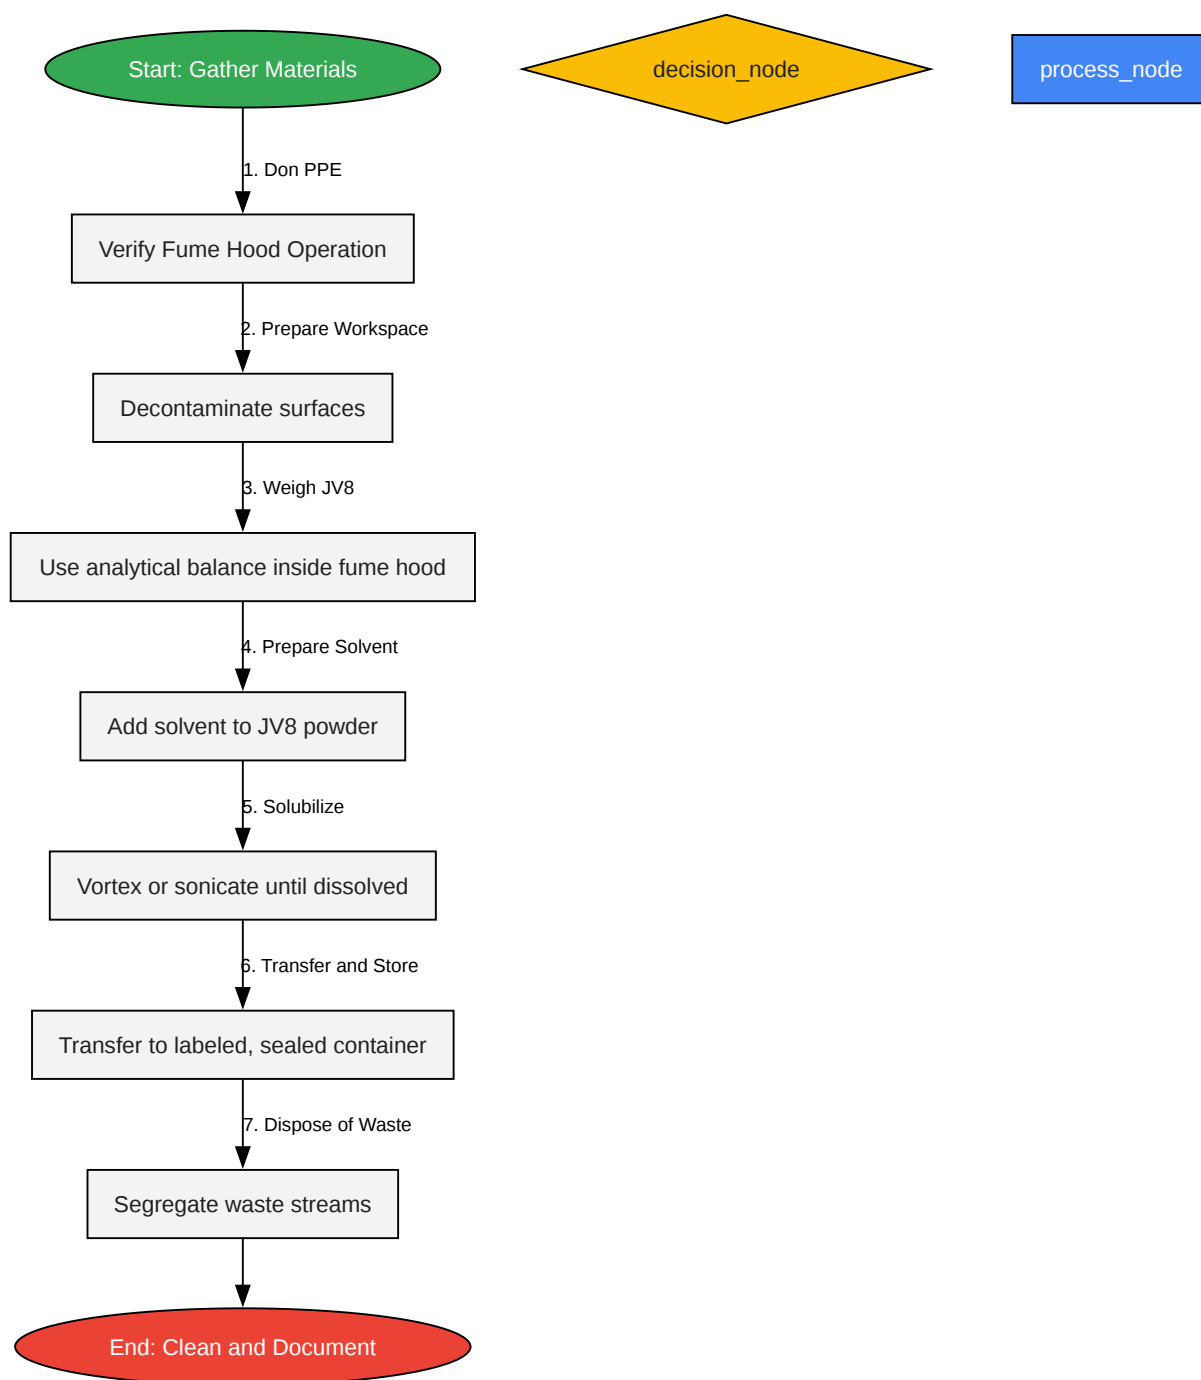 Start: Gather Materials
decision_node
process_node
1. Don PPE
Verify Fume Hood Operation
2. Prepare Workspace
Decontaminate surfaces
3. Weigh JV8
Use analytical balance inside fume hood
4. Prepare Solvent
Add solvent to JV8 powder
5. Solubilize
Vortex or sonicate until dissolved
6. Transfer and Store
Transfer to labeled, sealed container
7. Dispose of Waste
Segregate waste streams
End: Clean and Document